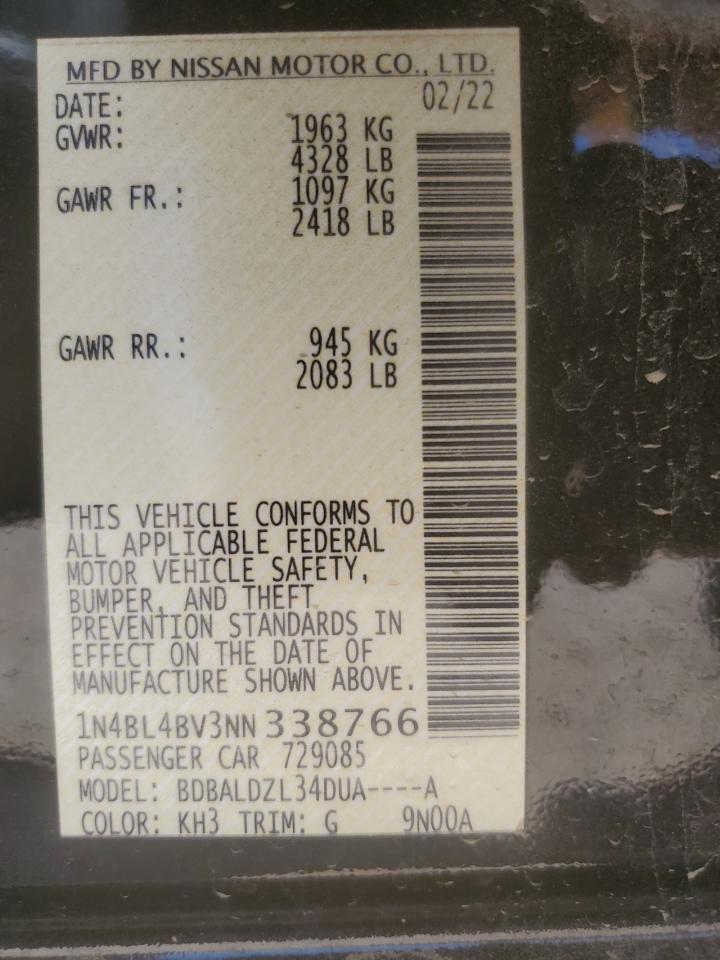 MFD BY NISSAN MOTOR CO., LTD.
DATE: 02/22
GVWR: 1963 KG
4328 LB
GAWR FR.: 1097 KG
2418 LB
GAWR RR.: 945 KG
2083 LB
THIS VEHICLE CONFORMS TO
ALL APPLICABLE FEDERAL
MOTOR VEHICLE SAFETY,
BUMPER, AND THEFT
PREVENTION STANDARDS IN
EFFECT ON THE DATE OF
MANUFACTURE SHOWN ABOVE.
1N4BL4BV3NN338766
PASSENGER CAR 729085
MODEL: BDBALDZL34DUA----A
COLOR: KH3 TRIM: G 9N00A